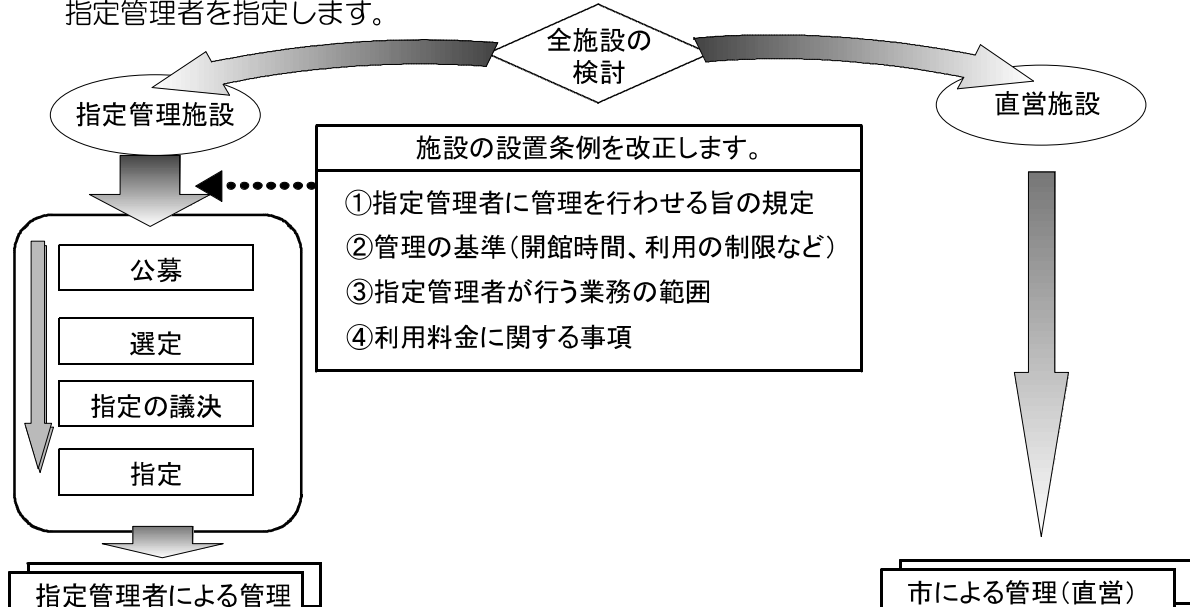 指定管理者を指定します。
全施設の
検討
指定管理施設
直営施設
施設の設置条例を改正します。
①指定管理者に管理を行わせる旨の規定
②管理の基準（開館時間、利用の制限など）
③指定管理者が行う業務の範囲
④利用料金に関する事項
公募
選定
指定の議決
指定
指定管理者による管理
市による管理（直営）